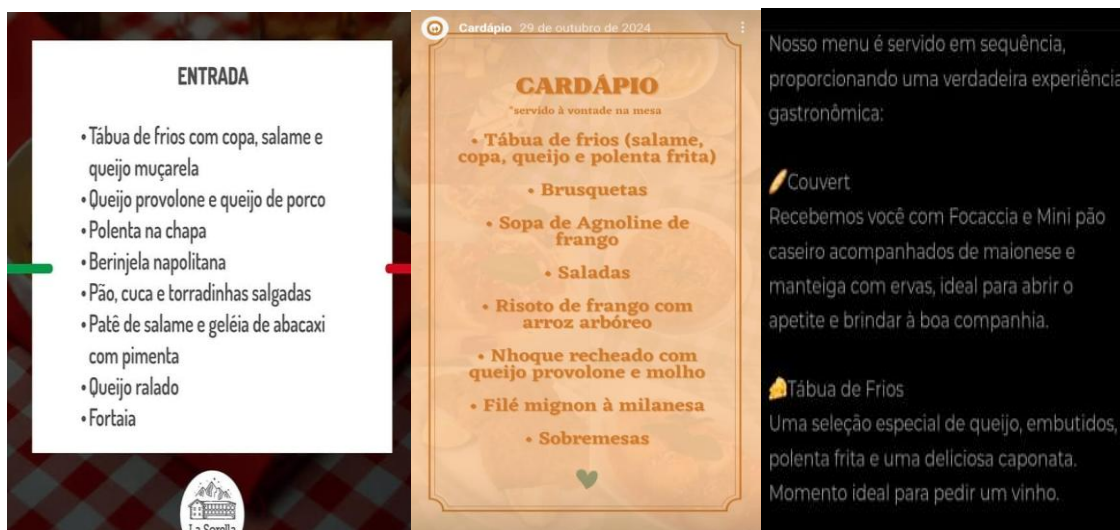 ENTRADA
• Tábua de frios com copa, salame e
queijo muçarela
• Queijo provolone e queijo de porco
• Polenta na chapa
• Berinjela napolitana
• Pão, cuca e torradinhas salgadas
• Patê de salame e geléia de abacaxi
com pimenta
• Queijo ralado
• Fortaia
La Sorella
Cardápio 29 de outubro de 2024
CARDÁPIO
*servido à vontade na mesa
• Tábua de frios (salame,
copa, queijo e polenta frita)
• Brusquetas
• Sopa de Agnoline de
frango
• Saladas
• Risoto de frango com
arroz arbóreo
• Nhoque recheado com
queijo provolone e molho
• Filé mignon à milanesa
• Sobremesas
Nosso menu é servido em sequência,
proporcionando uma verdadeira experiência
gastronômica:
Couvert
Recebemos você com Focaccia e Mini pão
caseiro acompanhados de maionese e
manteiga com ervas, ideal para abrir o
apetite e brindar à boa companhia.
Tábua de Frios
Uma seleção especial de queijo, embutidos,
polenta frita e uma deliciosa caponata.
Momento ideal para pedir um vinho.